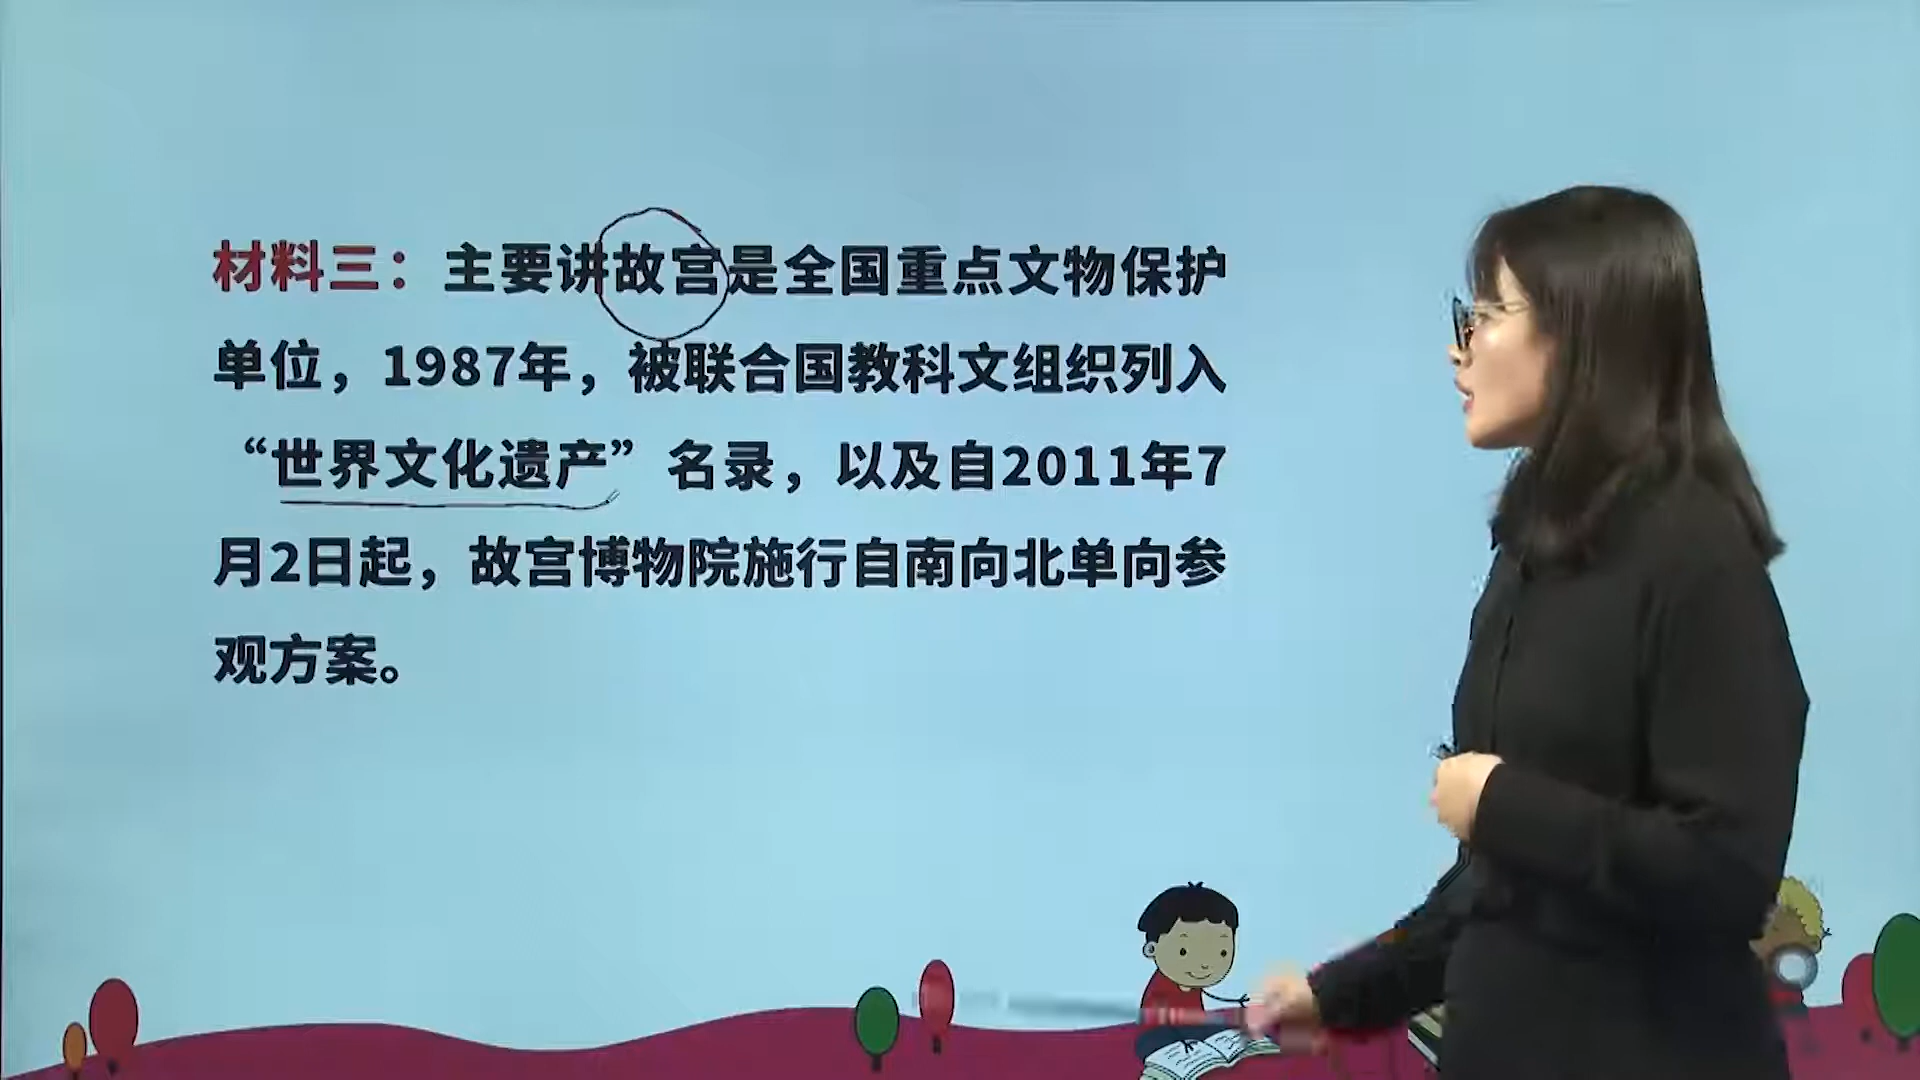 材料三：主要讲故宫是全国重点文物保护
单位，1987年，被联合国教科文组织列入
“世界文化遗产”名录，以及自2011年7
月2日起，故宫博物院施行自南向北单向参
观方案。